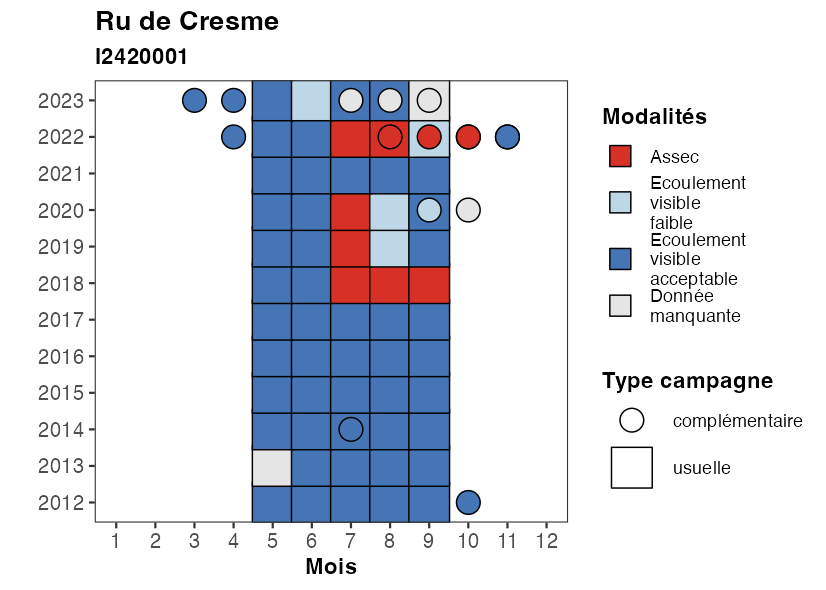 Ru de Cresme
I2420001
2023
2022
2021
2020
2019
2018
2017
2016
2015
2014
2013
2012
1 2 3 4 5 6 7 8 9 10 11 12
Mois
Modalités
Assec
Ecoulement
visible
faible
Ecoulement
visible
acceptable
Donnée
manquante
Type campagne
complémentaire
usuelle